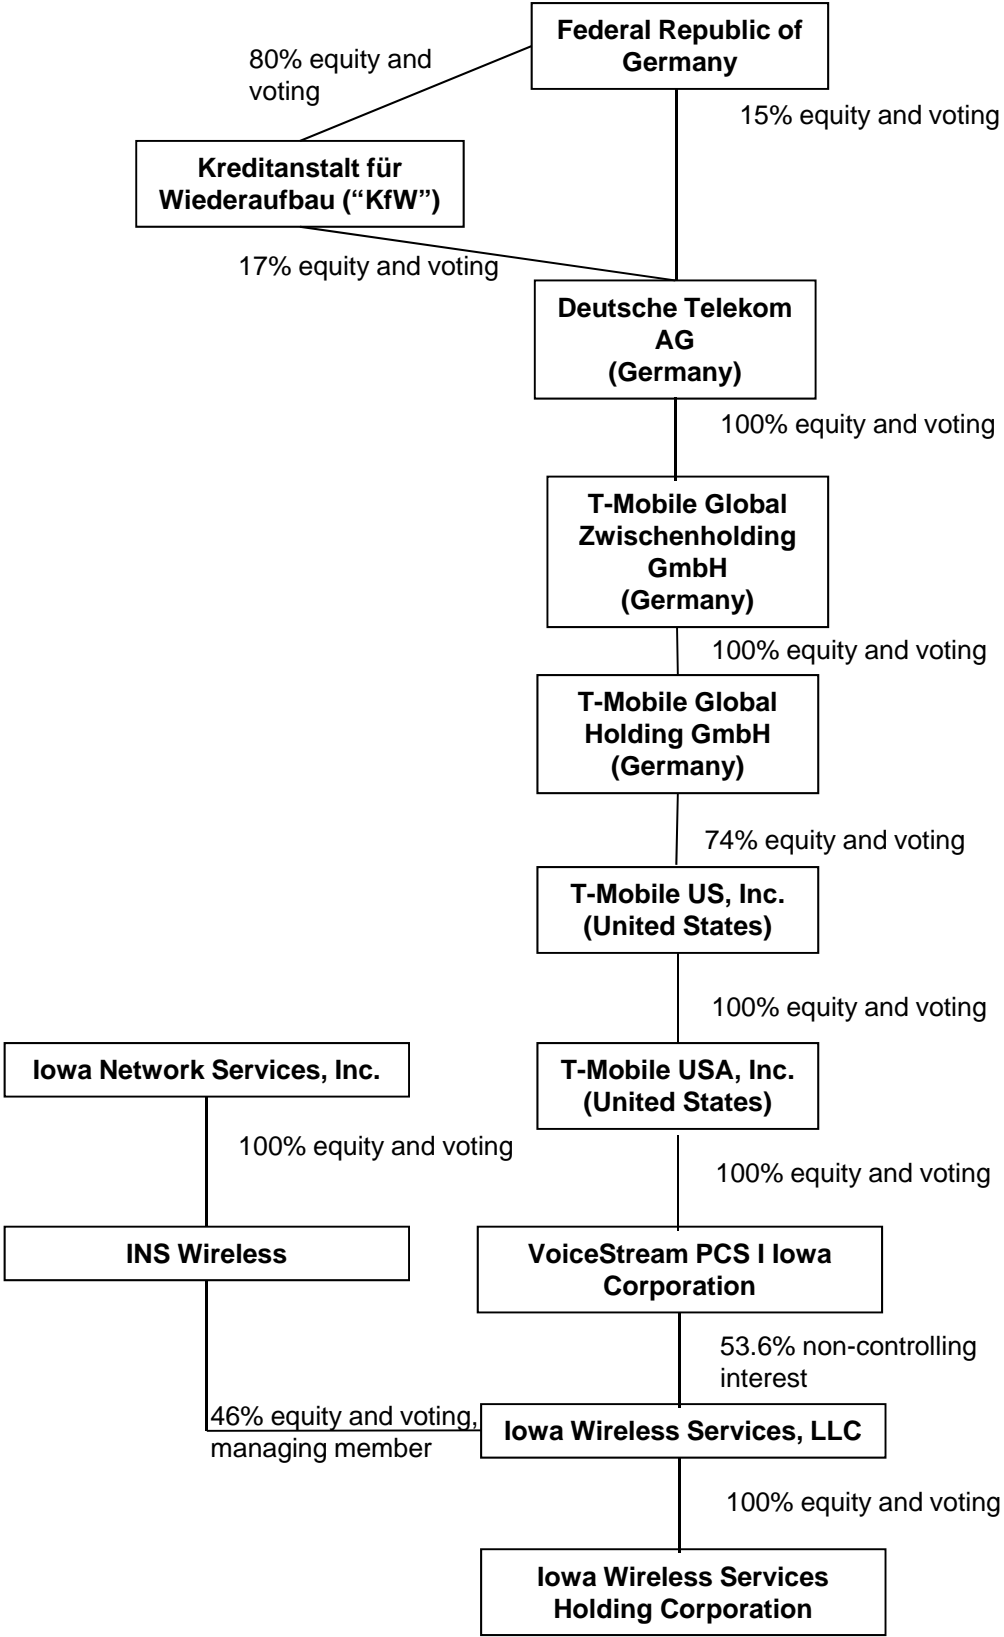 Federal Republic of
Germany
80% equity and
voting
15% equity and voting
Kreditanstalt für
Wiederaufbau (“KfW”)
17% equity and voting
Deutsche Telekom
AG
(Germany)
100% equity and voting
T-Mobile Global
Zwischenholding
GmbH
(Germany)
100% equity and voting
T-Mobile Global
Holding GmbH
(Germany)
74% equity and voting
T-Mobile US, Inc.
(United States)
100% equity and voting
Iowa Network Services, Inc.
T-Mobile USA, Inc.
(United States)
100% equity and voting
100% equity and voting
INS Wireless
VoiceStream PCS I Iowa
Corporation
53.6% non-controlling
interest
46% equity and voting,
managing member
Iowa Wireless Services, LLC
100% equity and voting
Iowa Wireless Services
Holding Corporation